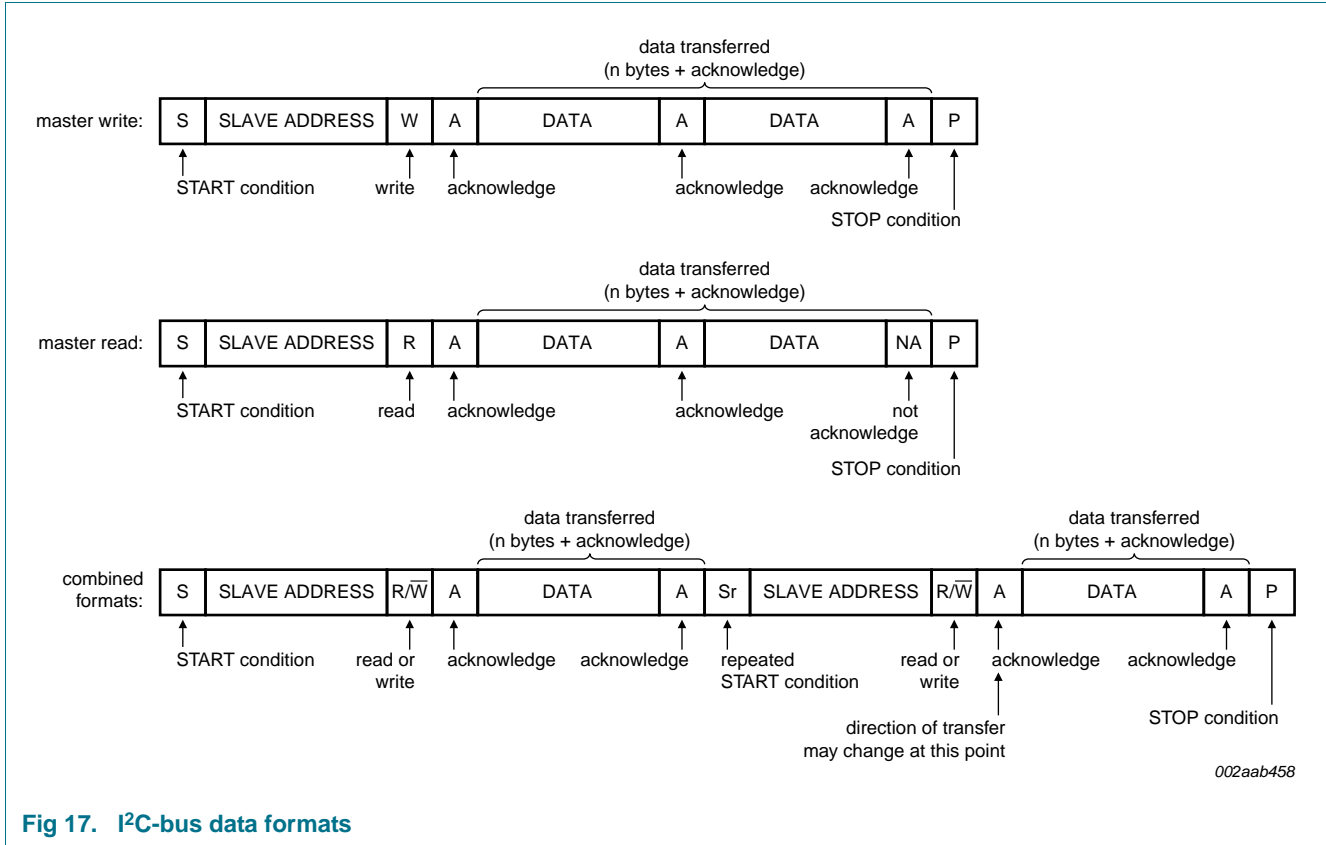 data transferred
(n bytes + acknowledge)
master write: S SLAVE ADDRESS W A DATA A DATA A P
START condition write acknowledge acknowledge acknowledge
STOP condition
data transferred
(n bytes + acknowledge)
master read: S SLAVE ADDRESS R A DATA A DATA NA P
START condition read acknowledge acknowledge not
acknowledge
STOP condition
data transferred data transferred
(n bytes + acknowledge) (n bytes + acknowledge)
combined
formats: S SLAVE ADDRESS R/W̅ A DATA A Sr SLAVE ADDRESS R/W̅ A DATA A P
START condition read or acknowledge acknowledge repeated read or acknowledge acknowledge
write START condition write
STOP condition
direction of transfer
may change at this point
002aab458
Fig 17. I²C-bus data formats